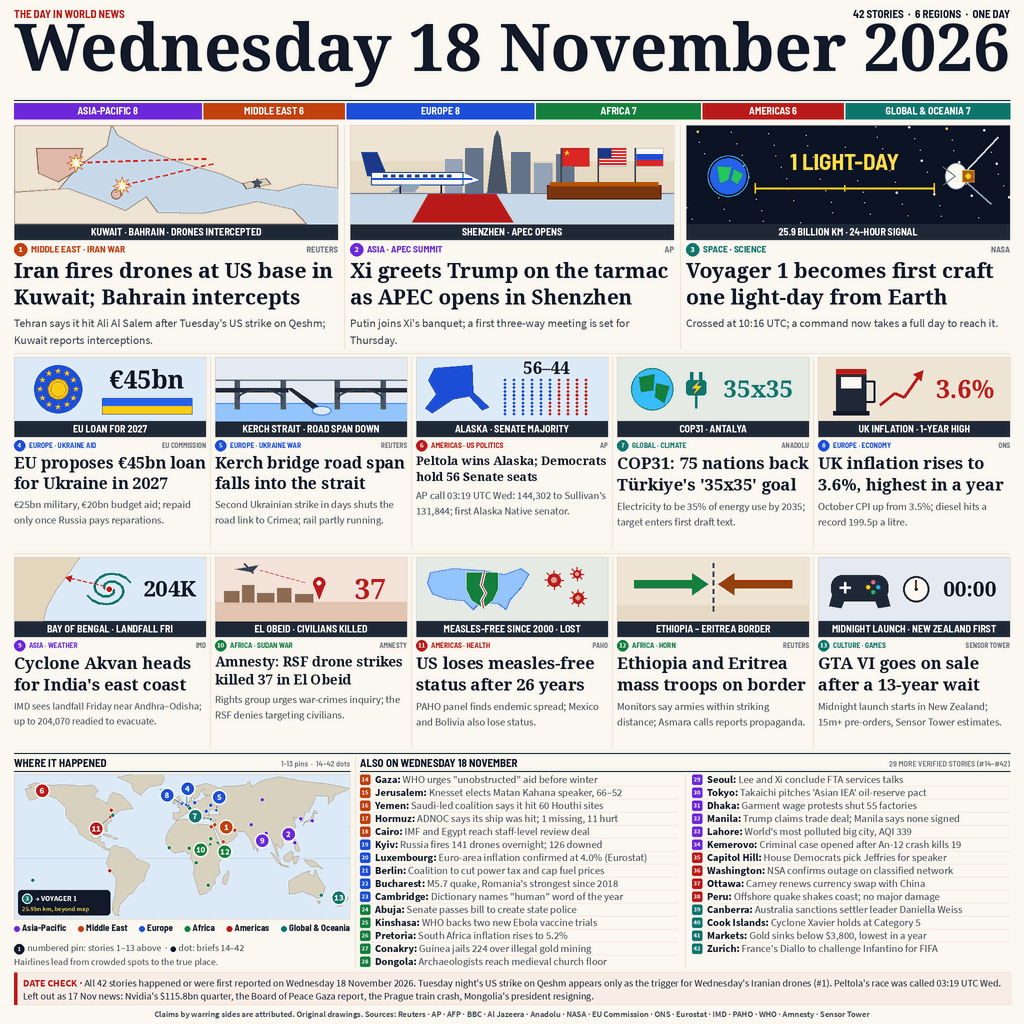 THE DAY IN WORLD NEWS
42 STORIES · 6 REGIONS · ONE DAY
Wednesday 18 November 2026
ASIA-PACIFIC 8
MIDDLE EAST 6
EUROPE 8
AFRICA 7
AMERICAS 6
GLOBAL & OCEANIA 7
KUWAIT · BAHRAIN · DRONES INTERCEPTED
1 MIDDLE EAST · IRAN WAR
REUTERS
Iran fires drones at US base in
Kuwait; Bahrain intercepts
Tehran says it hit Ali Al Salem after Tuesday's US strike on Qeshm;
Kuwait reports interceptions.
SHENZHEN · APEC OPENS
2 ASIA · APEC SUMMIT
AP
Xi greets Trump on the tarmac
as APEC opens in Shenzhen
Putin joins Xi's banquet; a first three-way meeting is set for
Thursday.
1 LIGHT-DAY
25.9 BILLION KM · 24-HOUR SIGNAL
3 SPACE · SCIENCE
NASA
Voyager 1 becomes first craft
one light-day from Earth
Crossed at 10:16 UTC; a command now takes a full day to reach it.
€45bn
EU LOAN FOR 2027
4 EUROPE · UKRAINE AID
EU COMMISSION
EU proposes €45bn loan
for Ukraine in 2027
€25bn military, €20bn budget aid; repaid
only once Russia pays reparations.
KERCH STRAIT · ROAD SPAN DOWN
5 EUROPE · UKRAINE WAR
REUTERS
Kerch bridge road span
falls into the strait
Second Ukrainian strike in days shuts the
road link to Crimea; rail partly running.
56–44
ALASKA · SENATE MAJORITY
6 AMERICAS · US POLITICS
AP
Peltola wins Alaska; Democrats
hold 56 Senate seats
AP call 03:19 UTC Wed: 144,302 to Sullivan's
131,844; first Alaska Native senator.
35x35
COP31 · ANTALYA
7 GLOBAL · CLIMATE
ANADOLU
COP31: 75 nations back
Türkiye's '35x35' goal
Electricity to be 35% of energy use by 2035;
target enters first draft text.
3.6%
UK INFLATION · 1-YEAR HIGH
8 EUROPE · ECONOMY
ONS
UK inflation rises to
3.6%, highest in a year
October CPI up from 3.5%; diesel hits a
record 199.5p a litre.
204K
BAY OF BENGAL · LANDFALL FRI
9 ASIA · WEATHER
IMD
Cyclone Akvan heads
for India's east coast
IMD sees landfall Friday near Andhra–Odisha;
up to 204,070 readied to evacuate.
37
EL OBEID · CIVILIANS KILLED
10 AFRICA · SUDAN WAR
AMNESTY
Amnesty: RSF drone strikes
killed 37 in El Obeid
Rights group urges war-crimes inquiry; the
RSF denies targeting civilians.
MEASLES-FREE SINCE 2000 · LOST
11 AMERICAS · HEALTH
PAHO
US loses measles-free
status after 26 years
PAHO panel finds endemic spread; Mexico
and Bolivia also lose status.
ETHIOPIA – ERITREA BORDER
12 AFRICA · HORN
REUTERS
Ethiopia and Eritrea
mass troops on border
Monitors say armies within striking
distance; Asmara calls reports propaganda.
00:00
MIDNIGHT LAUNCH · NEW ZEALAND FIRST
13 CULTURE · GAMES
SENSOR TOWER
GTA VI goes on sale
after a 13-year wait
Midnight launch starts in New Zealand;
15m+ pre-orders, Sensor Tower estimates.
WHERE IT HAPPENED
1–13 pins · 14–42 dots
6
8
4
5
7
11
1
2
9
10
12
13
3 → VOYAGER 1
25.9bn km, beyond map
Asia-Pacific
Middle East
Europe
Africa
Americas
Global & Oceania
1 numbered pin: stories 1–13 above · dot: briefs 14–42
Hairlines lead from crowded spots to the true place.
ALSO ON WEDNESDAY 18 NOVEMBER
29 MORE VERIFIED STORIES (#14–#42)
14 Gaza: WHO urges "unobstructed" aid before winter
15 Jerusalem: Knesset elects Matan Kahana speaker, 66–52
16 Yemen: Saudi-led coalition says it hit 60 Houthi sites
17 Hormuz: ADNOC says its ship was hit; 1 missing, 11 hurt
18 Cairo: IMF and Egypt reach staff-level review deal
19 Kyiv: Russia fires 141 drones overnight; 126 downed
20 Luxembourg: Euro-area inflation confirmed at 4.0% (Eurostat)
21 Berlin: Coalition to cut power tax and cap fuel prices
22 Bucharest: M5.7 quake, Romania's strongest since 2018
23 Cambridge: Dictionary names "human" word of the year
24 Abuja: Senate passes bill to create state police
25 Kinshasa: WHO backs two new Ebola vaccine trials
26 Pretoria: South Africa inflation rises to 5.2%
27 Conakry: Guinea jails 224 over illegal gold mining
28 Dongola: Archaeologists reach medieval church floor
29 Seoul: Lee and Xi conclude FTA services talks
30 Tokyo: Takaichi pitches 'Asian IEA' oil-reserve pact
31 Dhaka: Garment wage protests shut 55 factories
32 Manila: Trump claims trade deal; Manila says none signed
33 Lahore: World's most polluted big city, AQI 339
34 Kemerovo: Criminal case opened after An-12 crash kills 19
35 Capitol Hill: House Democrats pick Jeffries for speaker
36 Washington: NSA confirms outage on classified network
37 Ottawa: Carney renews currency swap with China
38 Peru: Offshore quake shakes coast; no major damage
39 Canberra: Australia sanctions settler leader Daniella Weiss
40 Cook Islands: Cyclone Xavier holds at Category 5
41 Markets: Gold sinks below $3,800, lowest in a year
42 Zurich: France's Diallo to challenge Infantino for FIFA
DATE CHECK · All 42 stories happened or were first reported on Wednesday 18 November 2026. Tuesday night's US strike on Qeshm appears only as the trigger for Wednesday's Iranian drones (#1). Peltola's race was called 03:19 UTC Wed.
Left out as 17 Nov news: Nvidia's $115.8bn quarter, the Board of Peace Gaza report, the Prague train crash, Mongolia's president resigning.
Claims by warring sides are attributed. Original drawings. Sources: Reuters · AP · AFP · BBC · Al Jazeera · Anadolu · NASA · EU Commission · ONS · Eurostat · IMD · PAHO · WHO · Amnesty · Sensor Tower